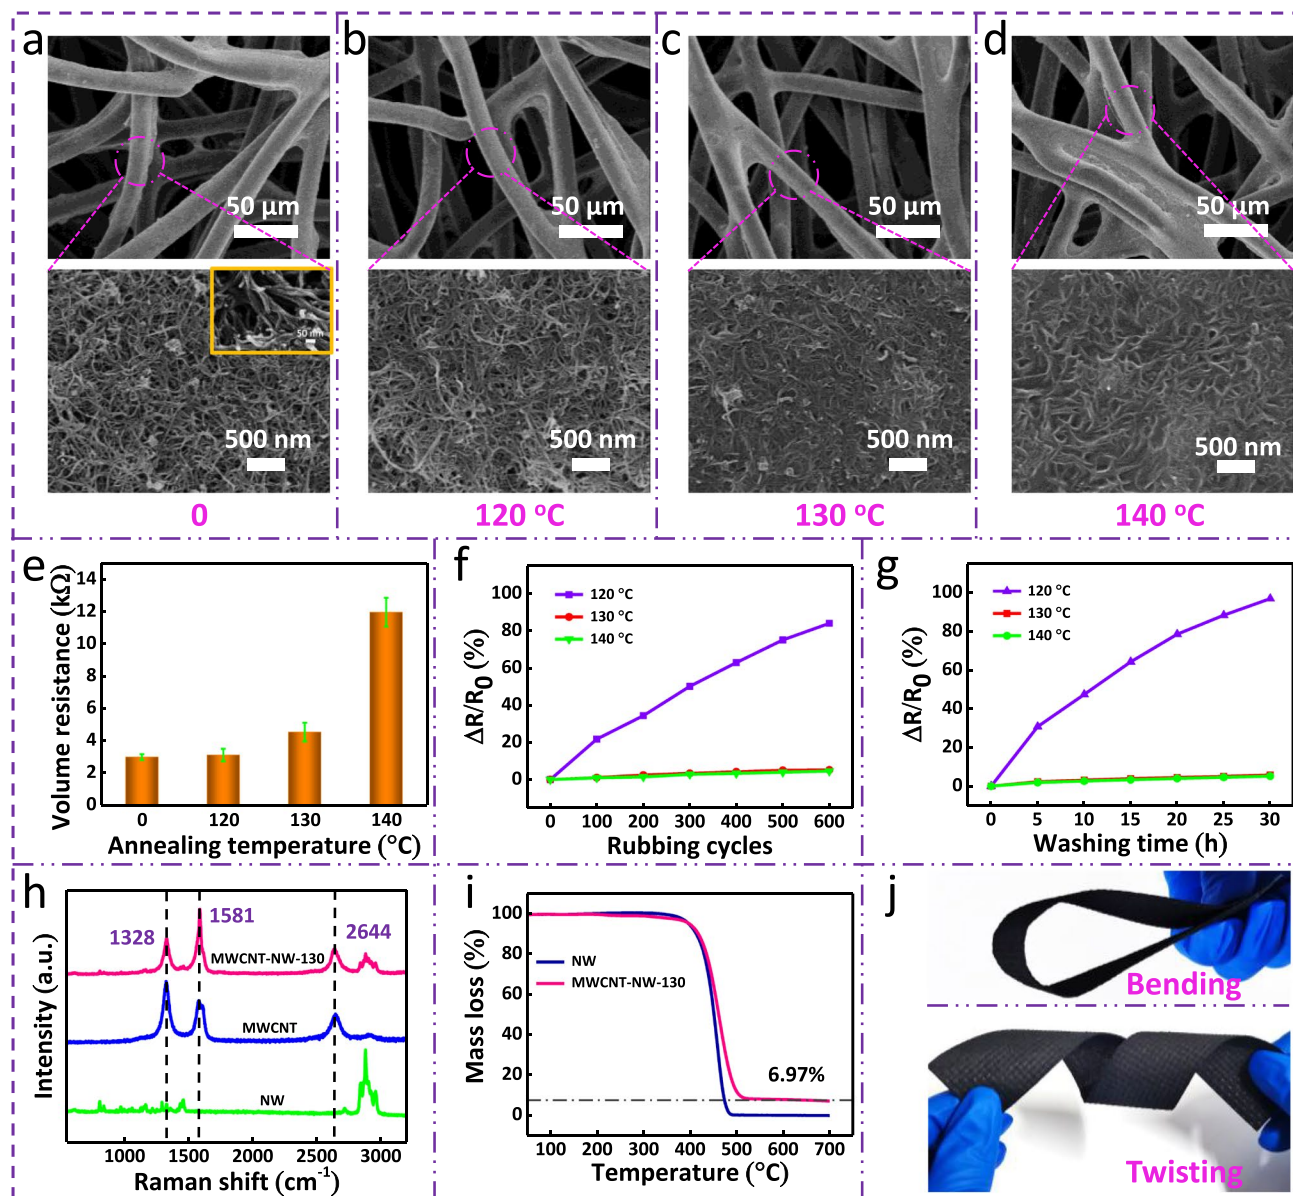 a
b
c
d
50 μm
50 μm
50 μm
50 μm
50 nm
500 nm
500 nm
500 nm
500 nm
0
120 °C
130 °C
140 °C
e
Volume resistance (kΩ)
14
12
10
8
6
4
2
0
0 120 130 140
Annealing temperature (°C)
f
ΔR/R0 (%)
100
80
60
40
20
0
120 °C
130 °C
140 °C
0 100 200 300 400 500 600
Rubbing cycles
g
ΔR/R0 (%)
100
80
60
40
20
0
120 °C
130 °C
140 °C
0 5 10 15 20 25 30
Washing time (h)
h
Intensity (a.u.)
1328
1581
2644
MWCNT-NW-130
MWCNT
NW
1000 1500 2000 2500 3000
Raman shift (cm-1)
i
Mass loss (%)
100
80
60
40
20
0
NW
MWCNT-NW-130
6.97%
100 200 300 400 500 600 700
Temperature (°C)
j
Bending
Twisting